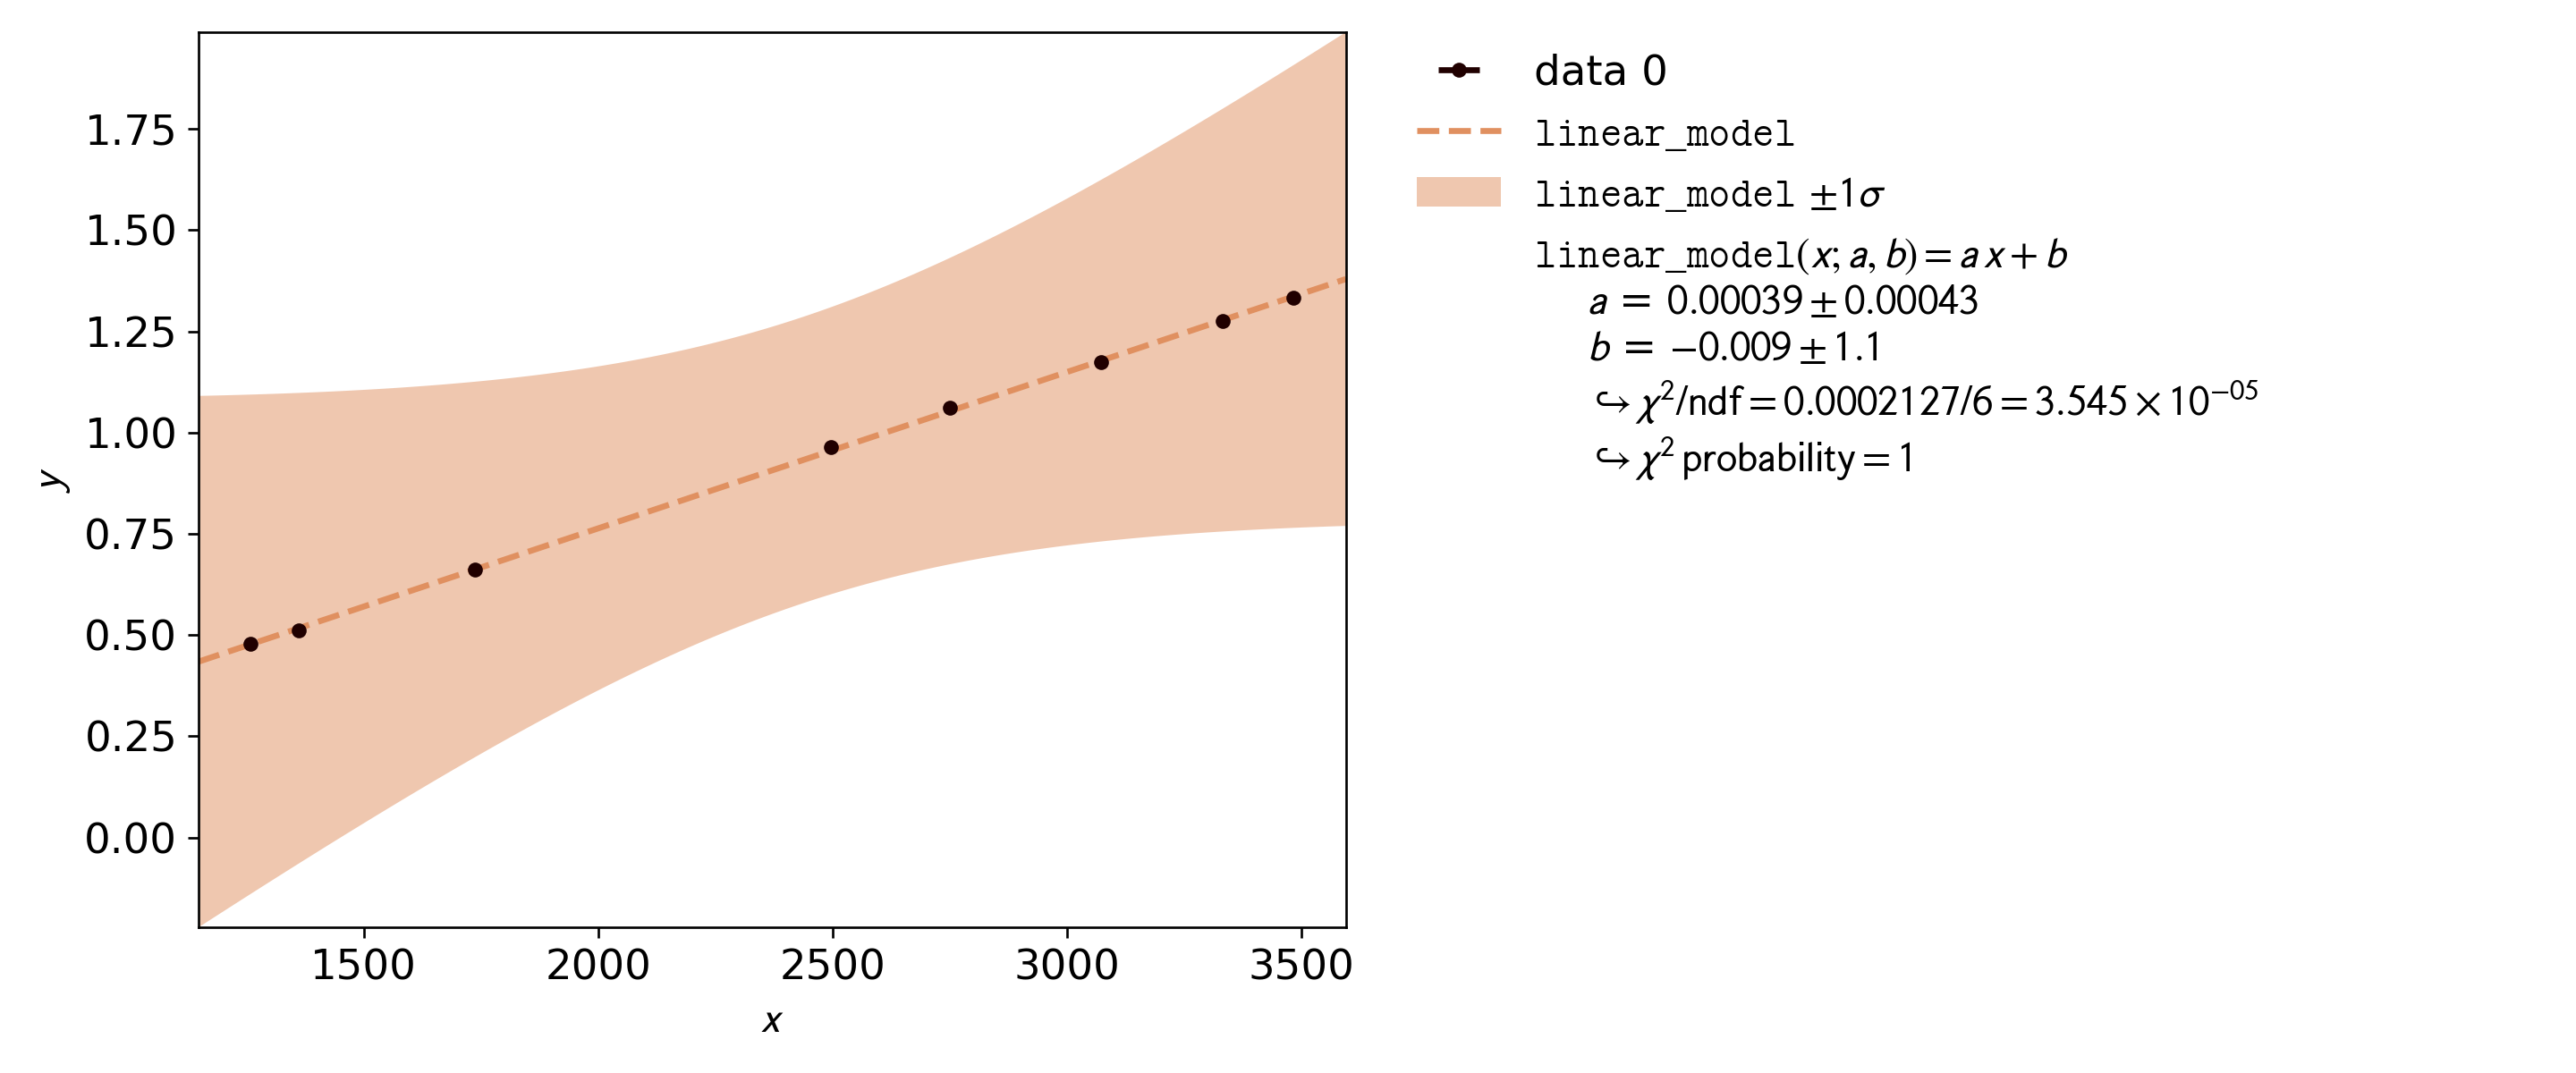 1.75
1.50
1.25
1.00
0.75
0.50
0.25
0.00
y
1500 2000 2500 3000 3500
x
data 0
linear_model
linear_model ±1σ
linear_model(x; a, b) = a x + b
a = 0.00039 ± 0.00043
b = −0.009 ± 1.1
↪ χ²/ndf = 0.0002127/6 = 3.545 × 10⁻⁰⁵
↪ χ² probability = 1